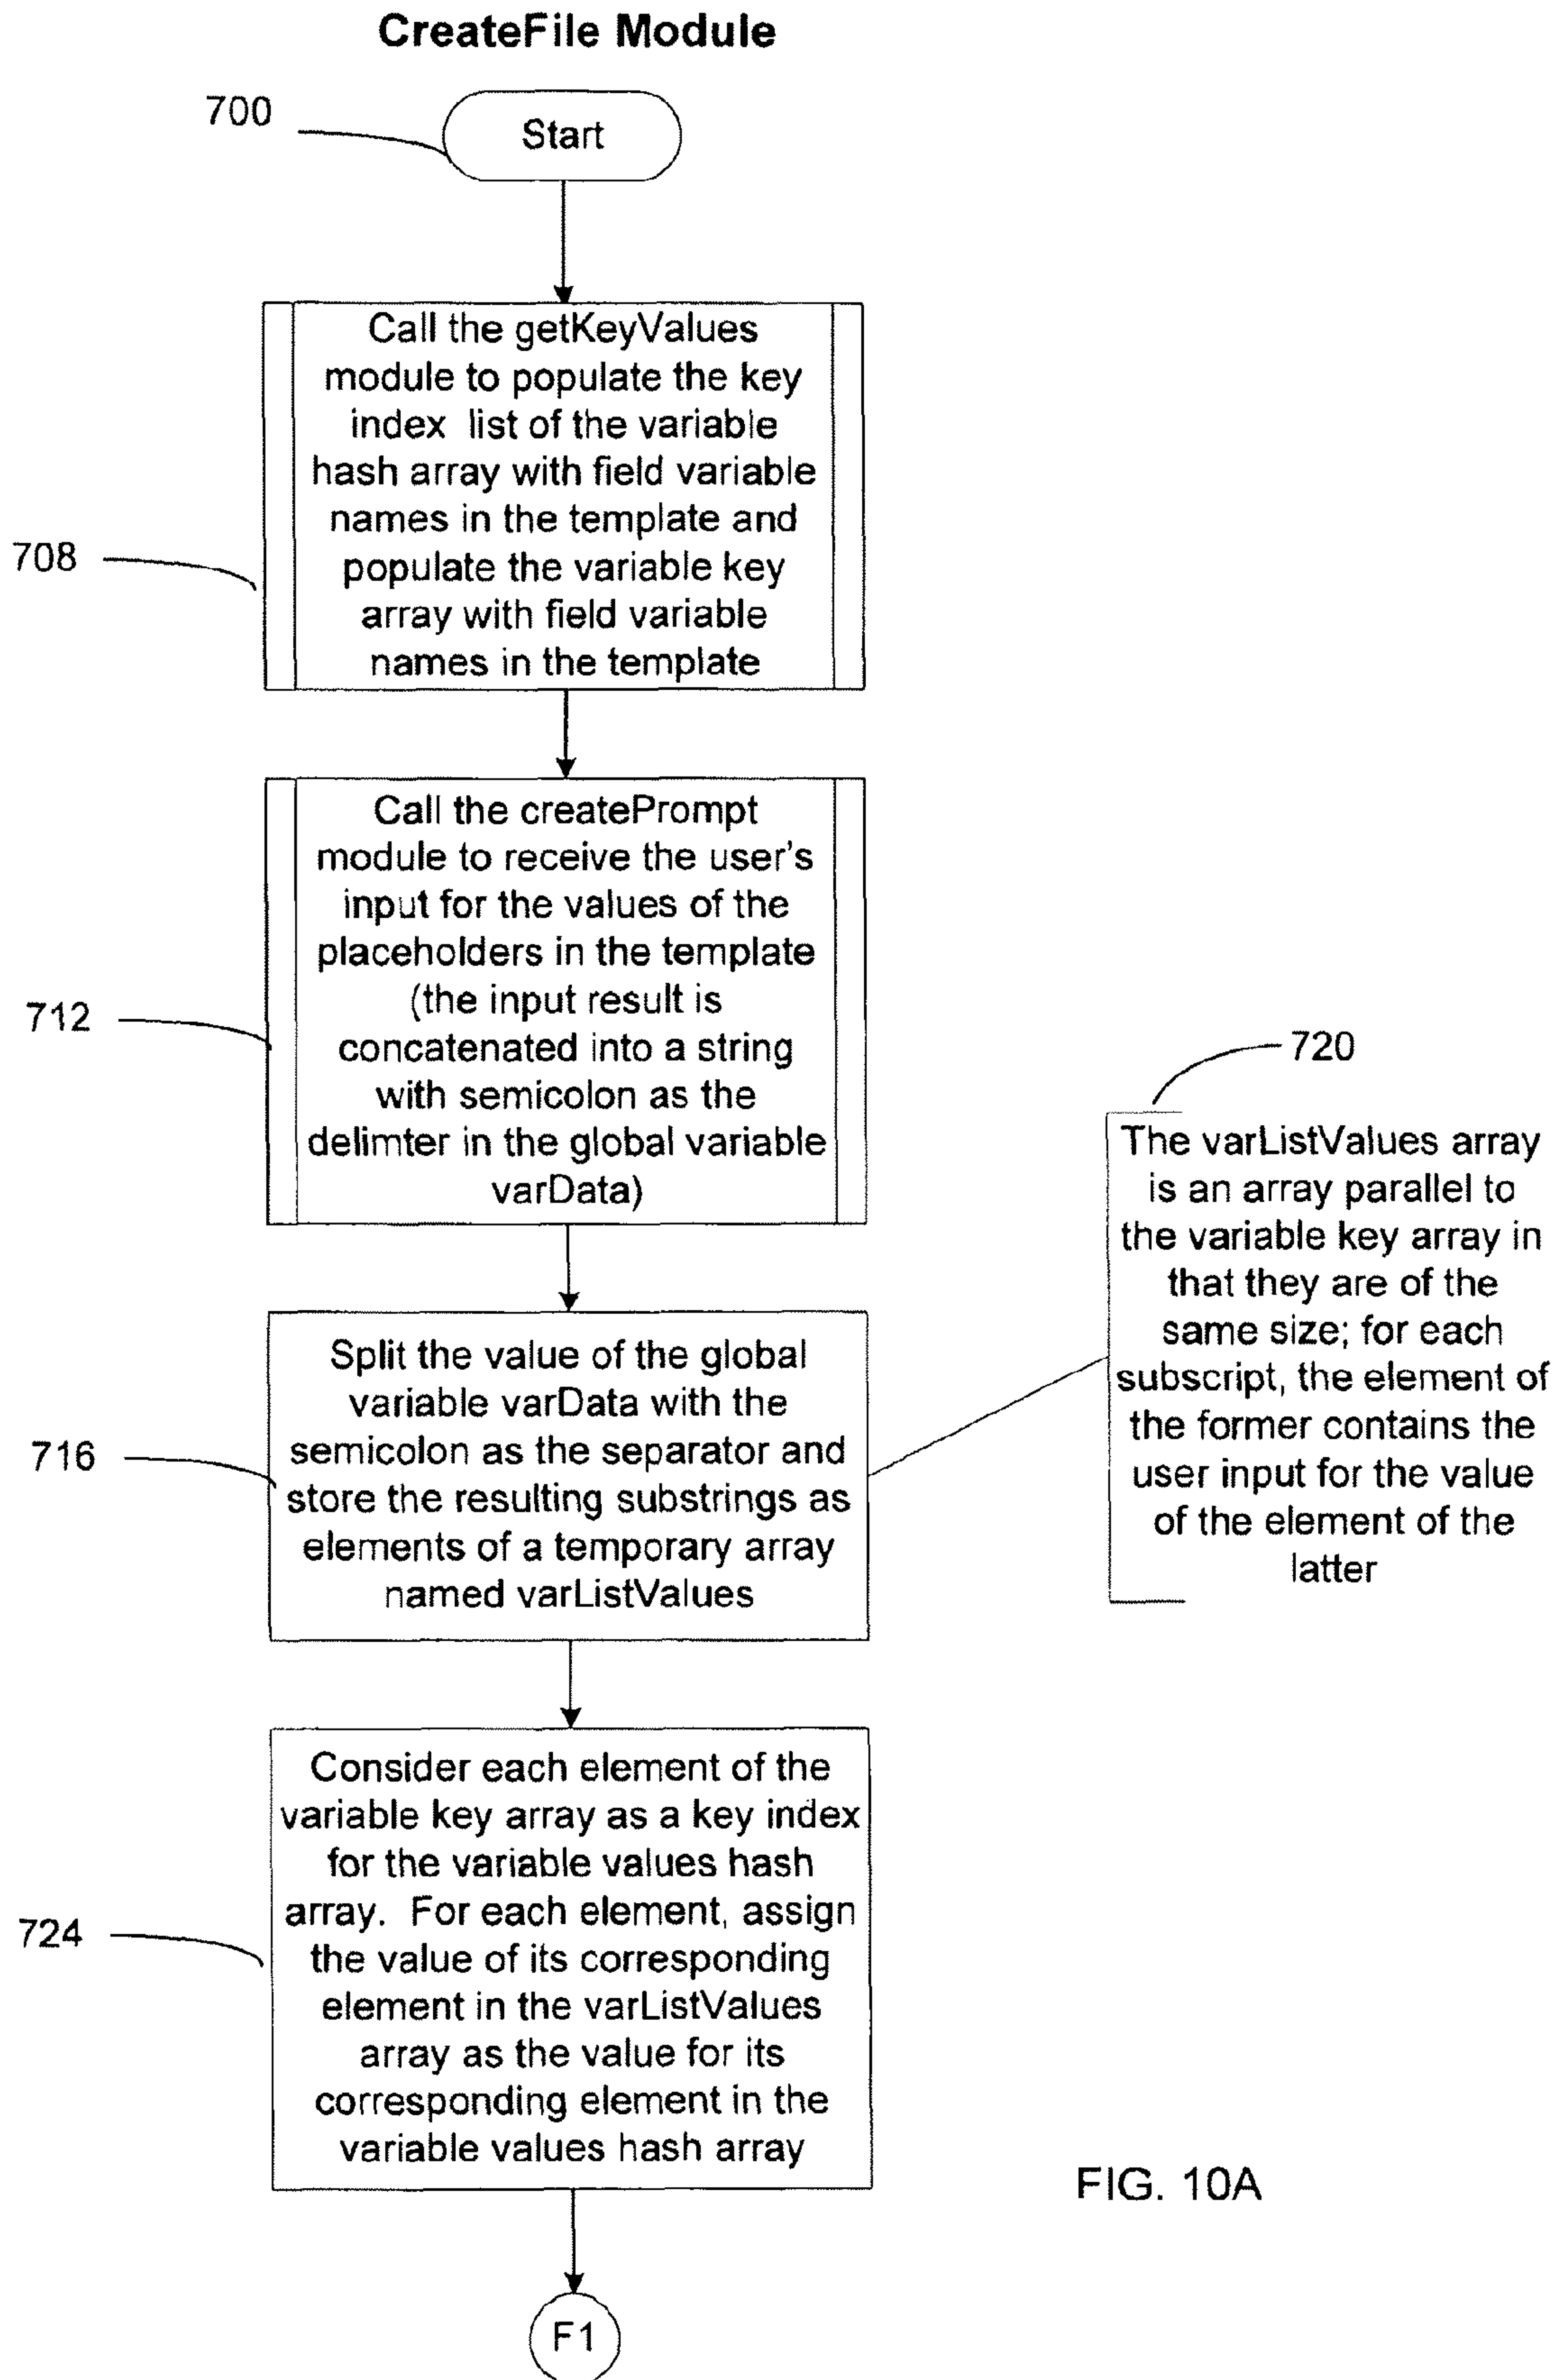 CreateFile Module
700
Start
Call the getKeyValues
module to populate the key
index list of the variable
hash array with field variable
names in the template and
populate the variable key
array with field variable
names in the template
708
Call the createPrompt
module to receive the user's
input for the values of the
placeholders in the template
(the input result is
concatenated into a string
with semicolon as the
delimter in the global variable
varData)
712
720
The varListValues array
is an array parallel to
the variable key array in
that they are of the
same size; for each
subscript, the element of
the former contains the
user input for the value
of the element of the
latter
Split the value of the global
variable varData with the
semicolon as the separator and
store the resulting substrings as
elements of a temporary array
named varListValues
716
Consider each element of the
variable key array as a key index
for the variable values hash
array. For each element, assign
the value of its corresponding
element in the varListValues
array as the value for its
corresponding element in the
variable values hash array
724
FIG. 10A
F1